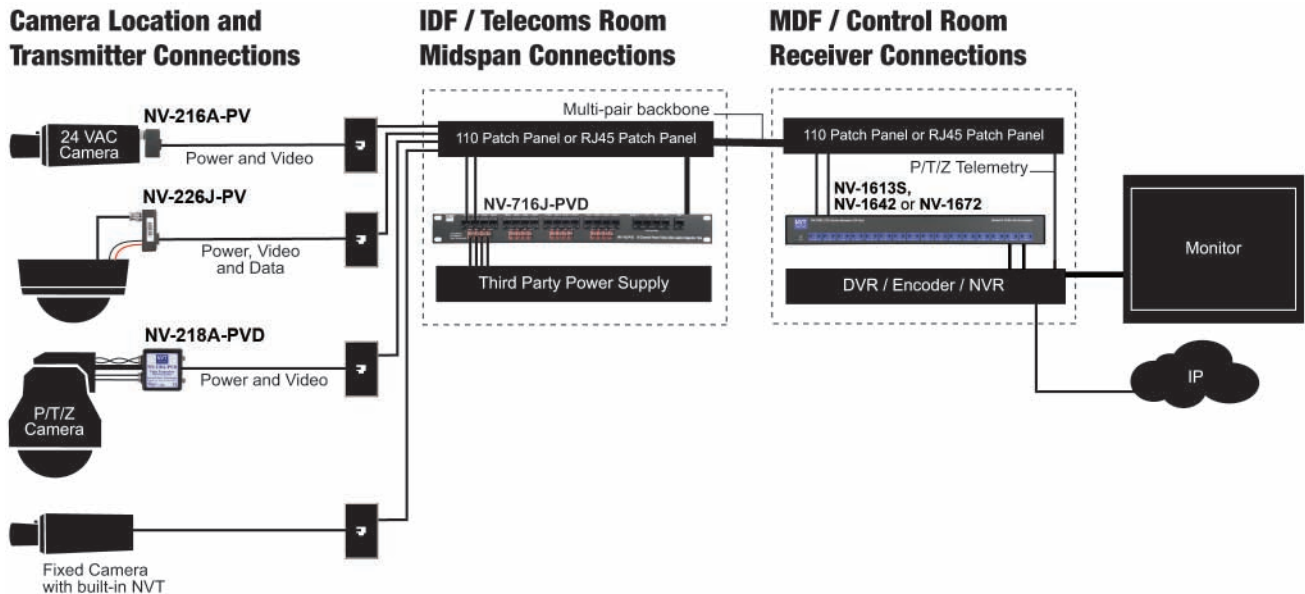 Camera Location and
Transmitter Connections
IDF / Telecoms Room
Midspan Connections
MDF / Control Room
Receiver Connections
NV-216A-PV
24 VAC
Camera
Power and Video
NV-226J-PV
Power, Video
and Data
NV-218A-PVD
NVT
Power and Video
P/T/Z
Camera
Fixed Camera
with built-in NVT
Multi-pair backbone
110 Patch Panel or RJ45 Patch Panel
NV-716J-PVD
Third Party Power Supply
110 Patch Panel or RJ45 Patch Panel
P/T/Z Telemetry
NV-1613S,
NV-1642 or NV-1672
DVR / Encoder / NVR
Monitor
IP